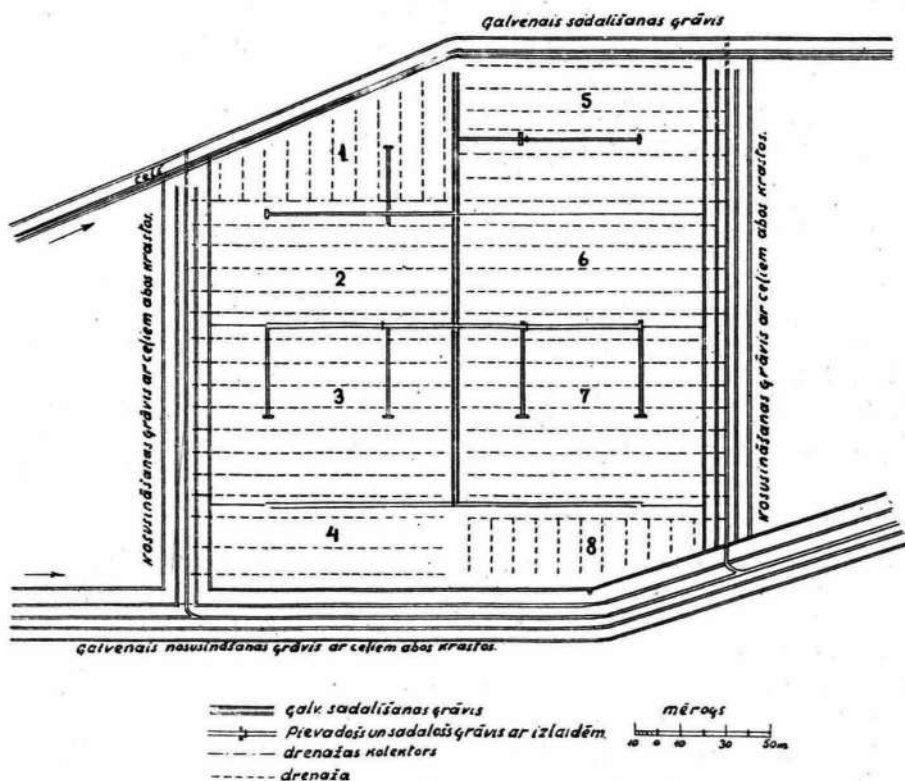 Galvenais sadalīšanas grāvis
5
1
ceļš
6
2
Nosusināšanas grāvis ar ceļiem abos krastos.
Nosusināšanas grāvis ar ceļiem abos krastos.
3
7
4
8
Galvenais nosusināšanas grāvis ar ceļiem abos krastos.
galv. sadalīšanas grāvis
Pievadošs un sadalošs grāvis ar izlaidēm.
drenažas kolektors
drenaža
mērogs
10 0 10 30 50m